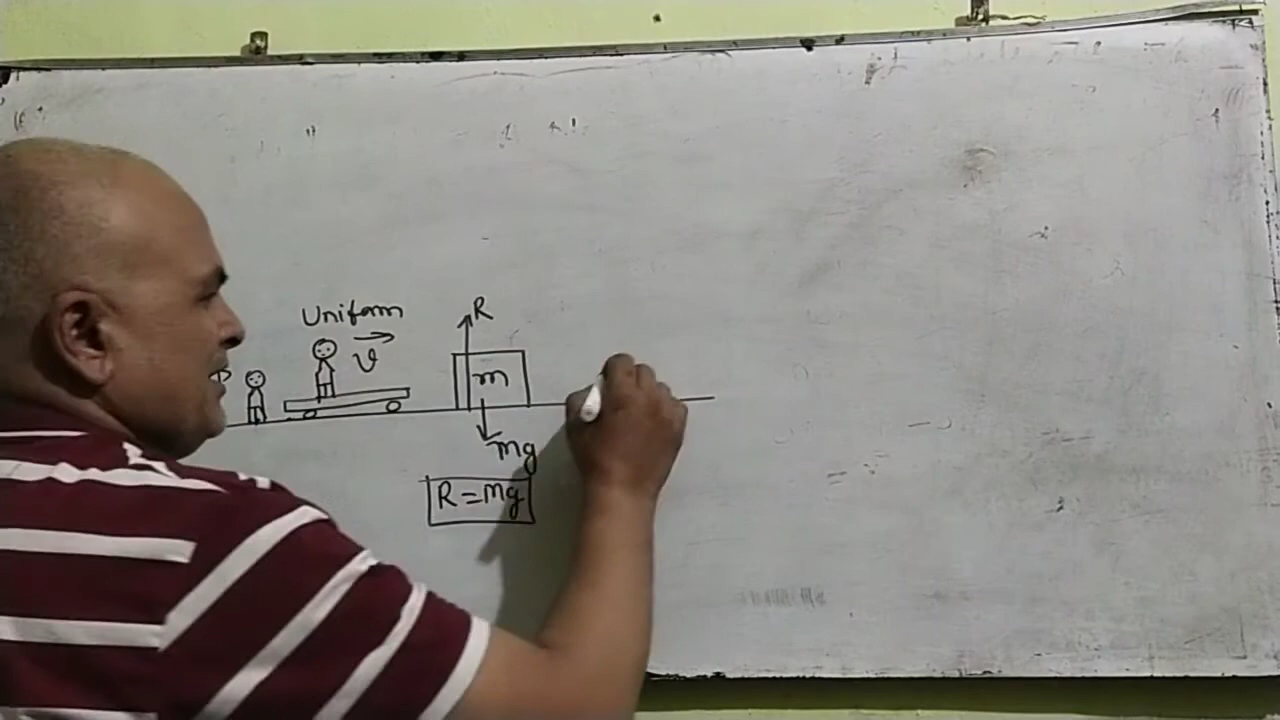 Uniform
v
R
m
mg
R = mg